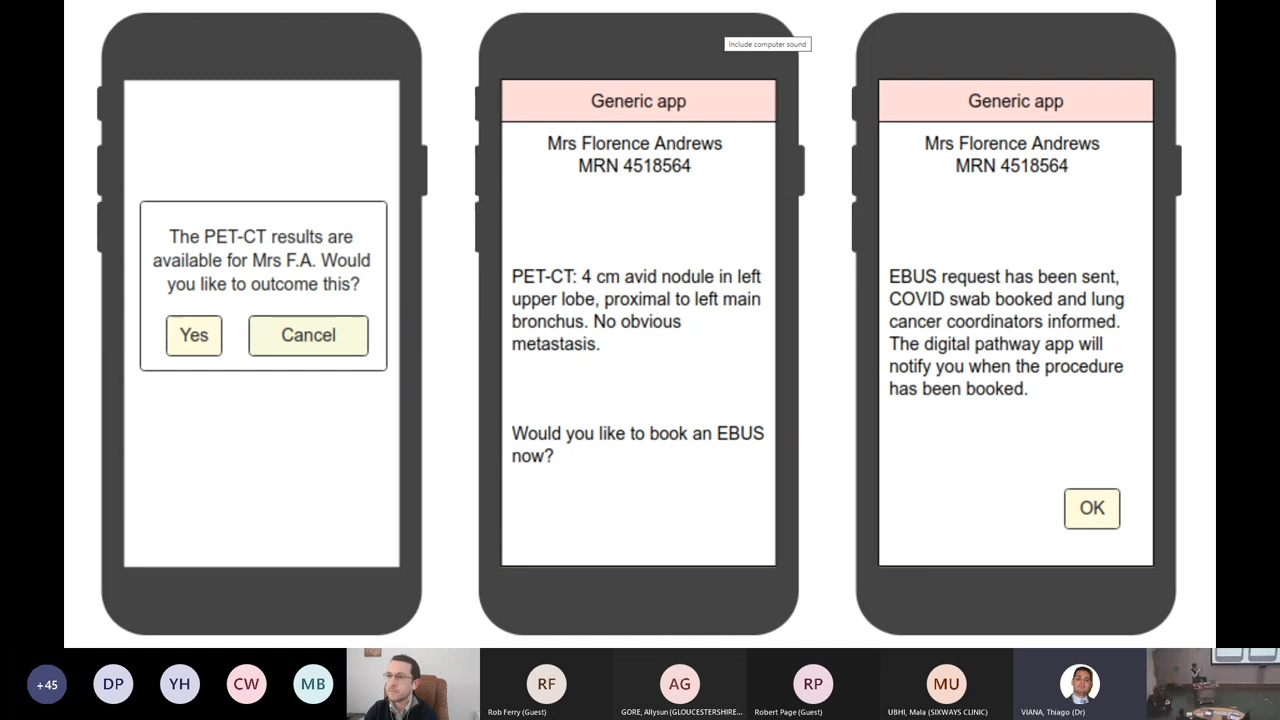 Include computer sound
The PET-CT results are
available for Mrs F.A. Would
you like to outcome this?
Yes
Cancel
Generic app
Mrs Florence Andrews
MRN 4518564
PET-CT: 4 cm avid nodule in left
upper lobe, proximal to left main
bronchus. No obvious
metastasis.
Would you like to book an EBUS
now?
Generic app
Mrs Florence Andrews
MRN 4518564
EBUS request has been sent,
COVID swab booked and lung
cancer coordinators informed.
The digital pathway app will
notify you when the procedure
has been booked.
OK
+45
DP
YH
CW
MB
RF
Rob Ferry (Guest)
AG
GORE, Allysun (GLOUCESTERSHIRE...
RP
Robert Page (Guest)
MU
UBHI, Mala (SIXWAYS CLINIC)
VIANA, Thiago (Dr)